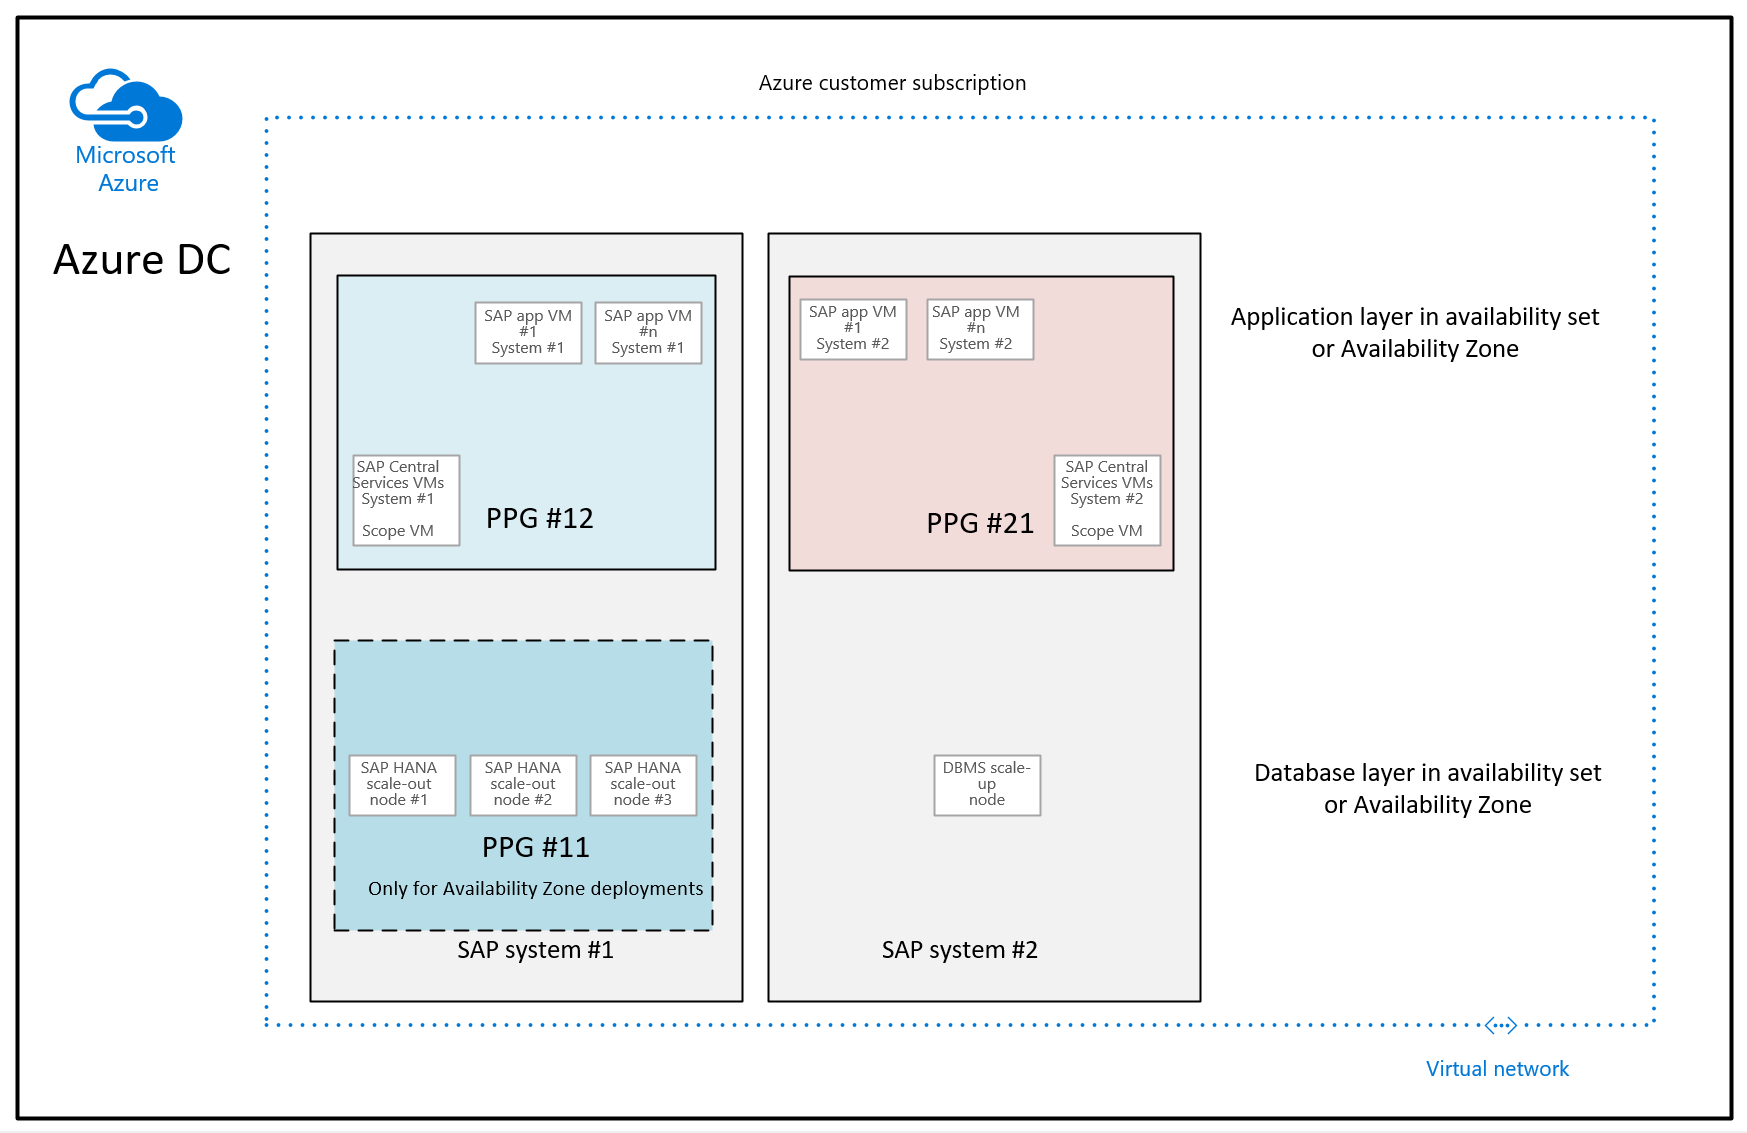 Azure customer subscription
Microsoft
Azure
Azure DC
SAP app VM
#1
System #1
SAP app VM
#n
System #1
SAP Central
Services VMs
System #1
Scope VM
PPG #12
SAP app VM
#1
System #2
SAP app VM
#n
System #2
SAP Central
Services VMs
System #2
Scope VM
PPG #21
Application layer in availability set
or Availability Zone
SAP HANA
scale-out
node #1
SAP HANA
scale-out
node #2
SAP HANA
scale-out
node #3
PPG #11
Only for Availability Zone deployments
SAP system #1
DBMS scale-
up
node
SAP system #2
Database layer in availability set
or Availability Zone
Virtual network